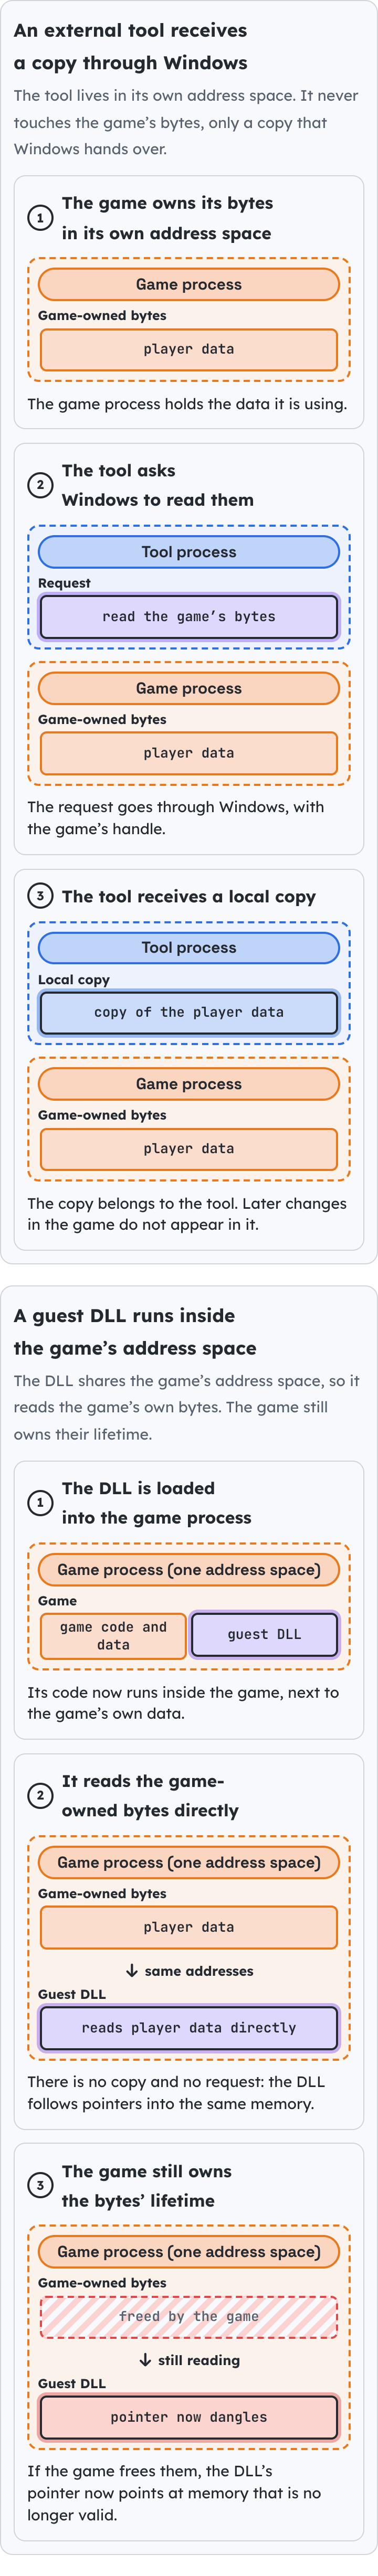 An external tool receives
a copy through Windows
The tool lives in its own address space. It never
touches the game’s bytes, only a copy that
Windows hands over.
1
The game owns its bytes
in its own address space
Game process
Game-owned bytes
player data
The game process holds the data it is using.
2
The tool asks
Windows to read them
Tool process
Request
read the game’s bytes
Game process
Game-owned bytes
player data
The request goes through Windows, with
the game’s handle.
3
The tool receives a local copy
Tool process
Local copy
copy of the player data
Game process
Game-owned bytes
player data
The copy belongs to the tool. Later changes
in the game do not appear in it.
A guest DLL runs inside
the game’s address space
The DLL shares the game’s address space, so it
reads the game’s own bytes. The game still
owns their lifetime.
1
The DLL is loaded
into the game process
Game process (one address space)
Game
game code and
data
guest DLL
Its code now runs inside the game, next to
the game’s own data.
2
It reads the game-
owned bytes directly
Game process (one address space)
Game-owned bytes
player data
↓ same addresses
Guest DLL
reads player data directly
There is no copy and no request: the DLL
follows pointers into the same memory.
3
The game still owns
the bytes’ lifetime
Game process (one address space)
Game-owned bytes
freed by the game
↓ still reading
Guest DLL
pointer now dangles
If the game frees them, the DLL’s
pointer now points at memory that is no
longer valid.